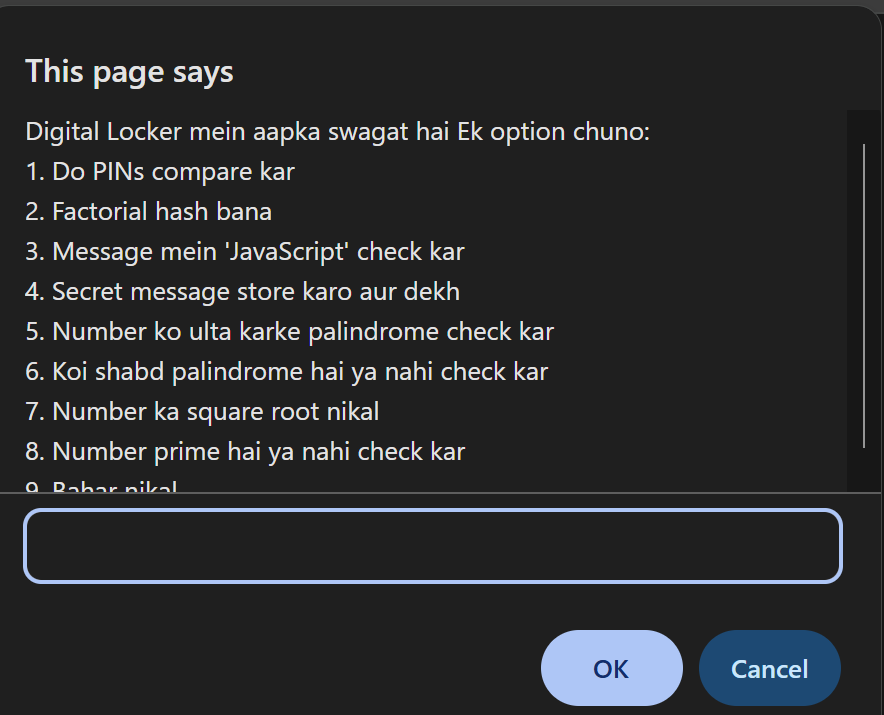 This page says
Digital Locker mein aapka swagat hai Ek option chuno:
1. Do PINs compare kar
2. Factorial hash bana
3. Message mein 'JavaScript' check kar
4. Secret message store karo aur dekh
5. Number ko ulta karke palindrome check kar
6. Koi shabd palindrome hai ya nahi check kar
7. Number ka square root nikal
8. Number prime hai ya nahi check kar
9. Bahar nikal
OK
Cancel